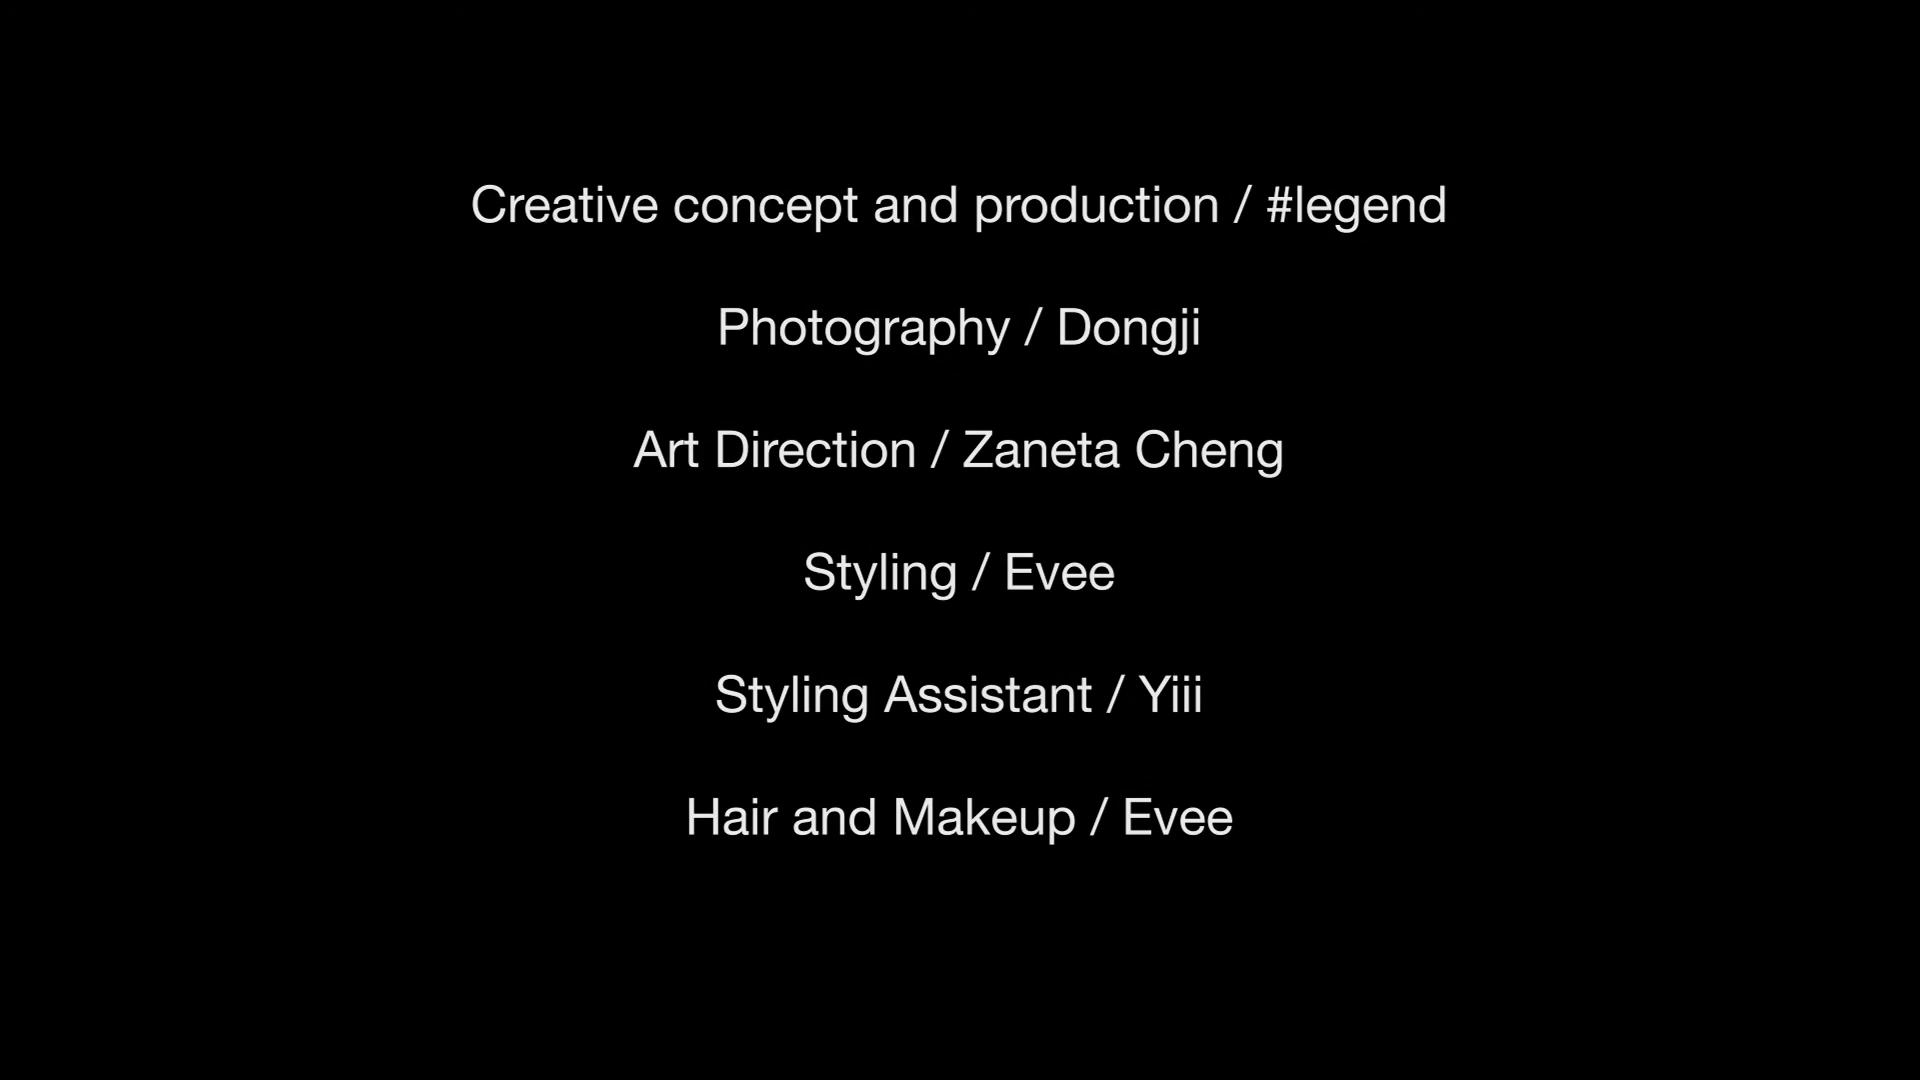 Creative concept and production / #legend
Photography / Dongji
Art Direction / Zaneta Cheng
Styling / Evee
Styling Assistant / Yiii
Hair and Makeup / Evee